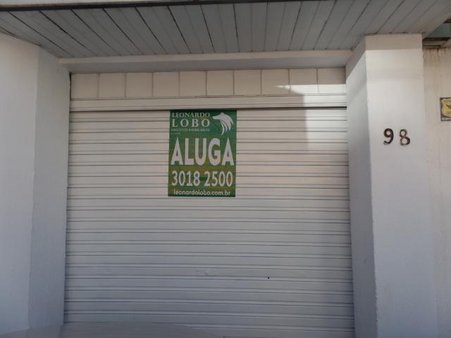 LEONARDO
LOBO
ALUGA
3018 2500
leonardolobo.com.br
98